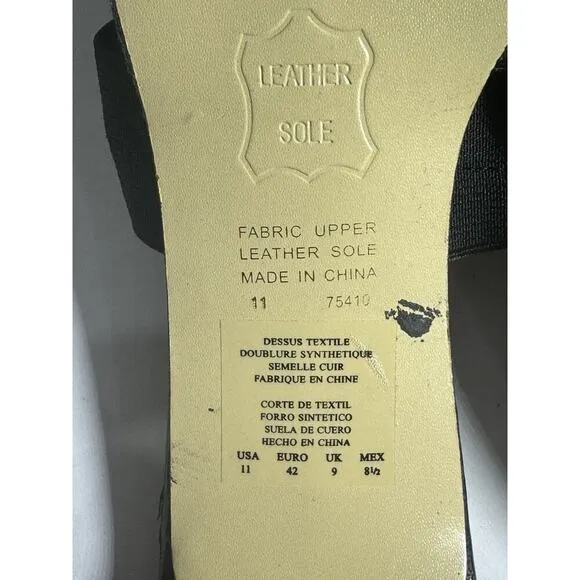 LEATHER
SOLE
FABRIC UPPER
LEATHER SOLE
MADE IN CHINA
11 75410
DESSUS TEXTILE
DOUBLURE SYNTHETIQUE
SEMELLE CUIR
FABRIQUE EN CHINE
CORTE DE TEXTIL
FORRO SINTETICO
SUELA DE CUERO
HECHO EN CHINA
USA EURO UK MEX
11 42 9 8½